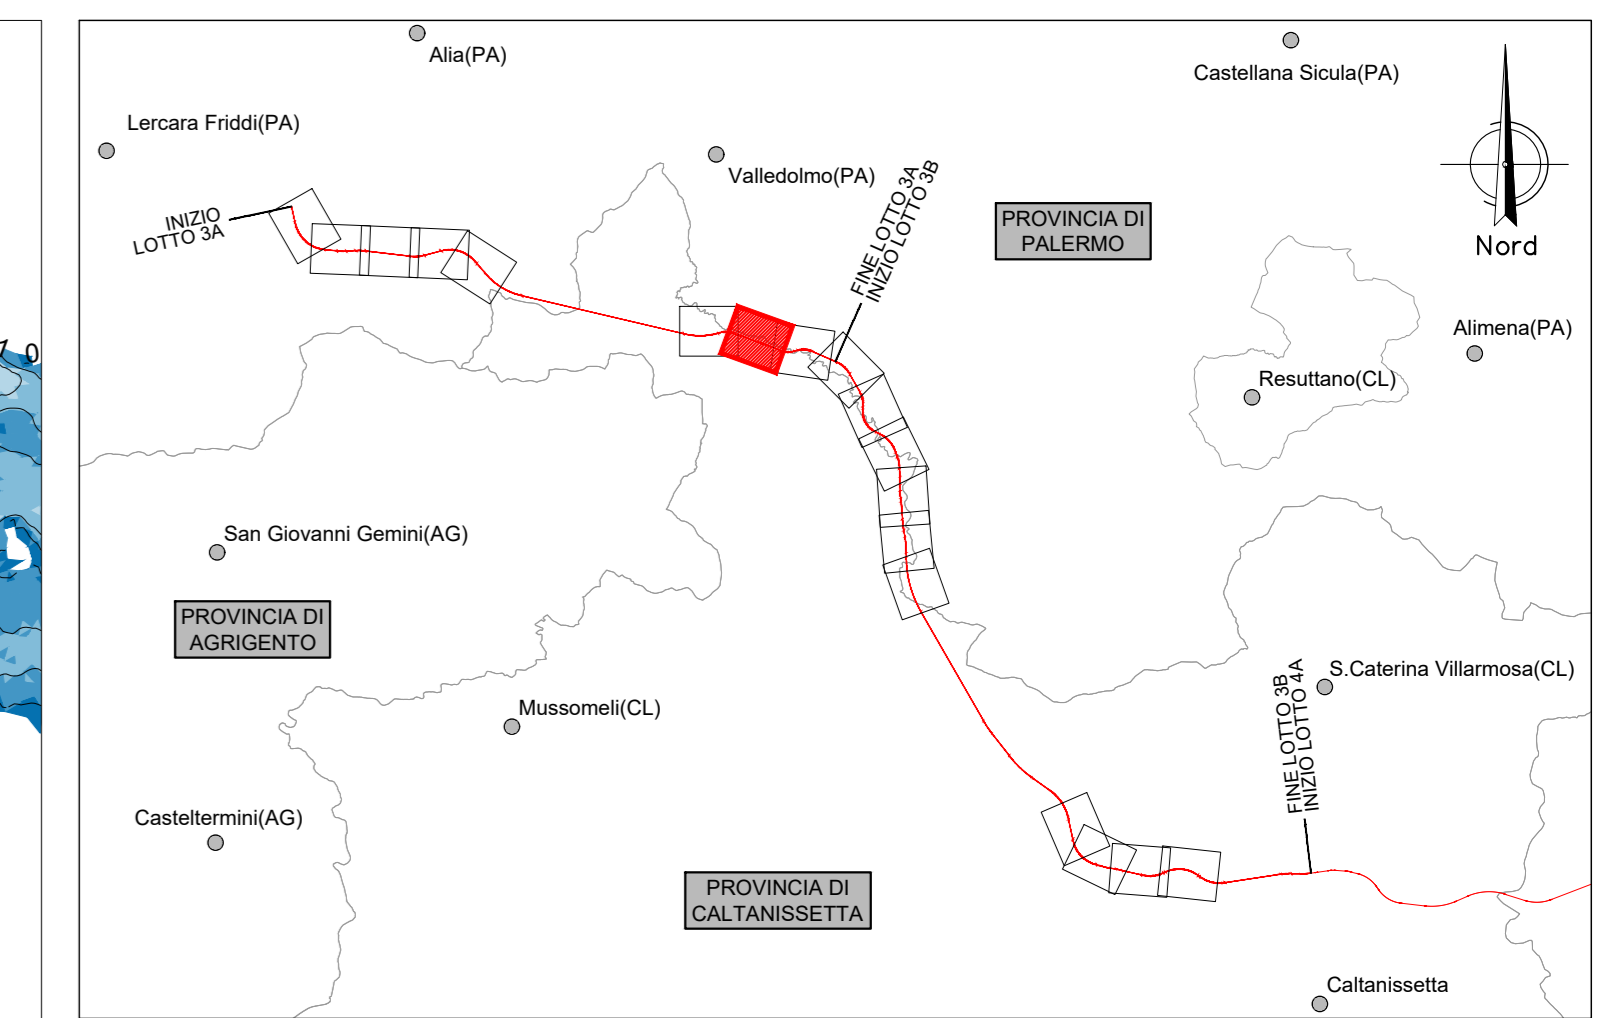 Alia(PA)
Castellana Sicula(PA)
Lercara Friddi(PA)
Valledolmo(PA)
INIZIO
LOTTO 3A
FINE LOTTO 3A
INIZIO LOTTO 3B
PROVINCIA DI
PALERMO
Nord
Alimena(PA)
Resuttano(CL)
San Giovanni Gemini(AG)
PROVINCIA DI
AGRIGENTO
S.Caterina Villarmosa(CL)
FINE LOTTO 3B
INIZIO LOTTO 4A
Mussomeli(CL)
Casteltermini(AG)
PROVINCIA DI
CALTANISSETTA
Caltanissetta